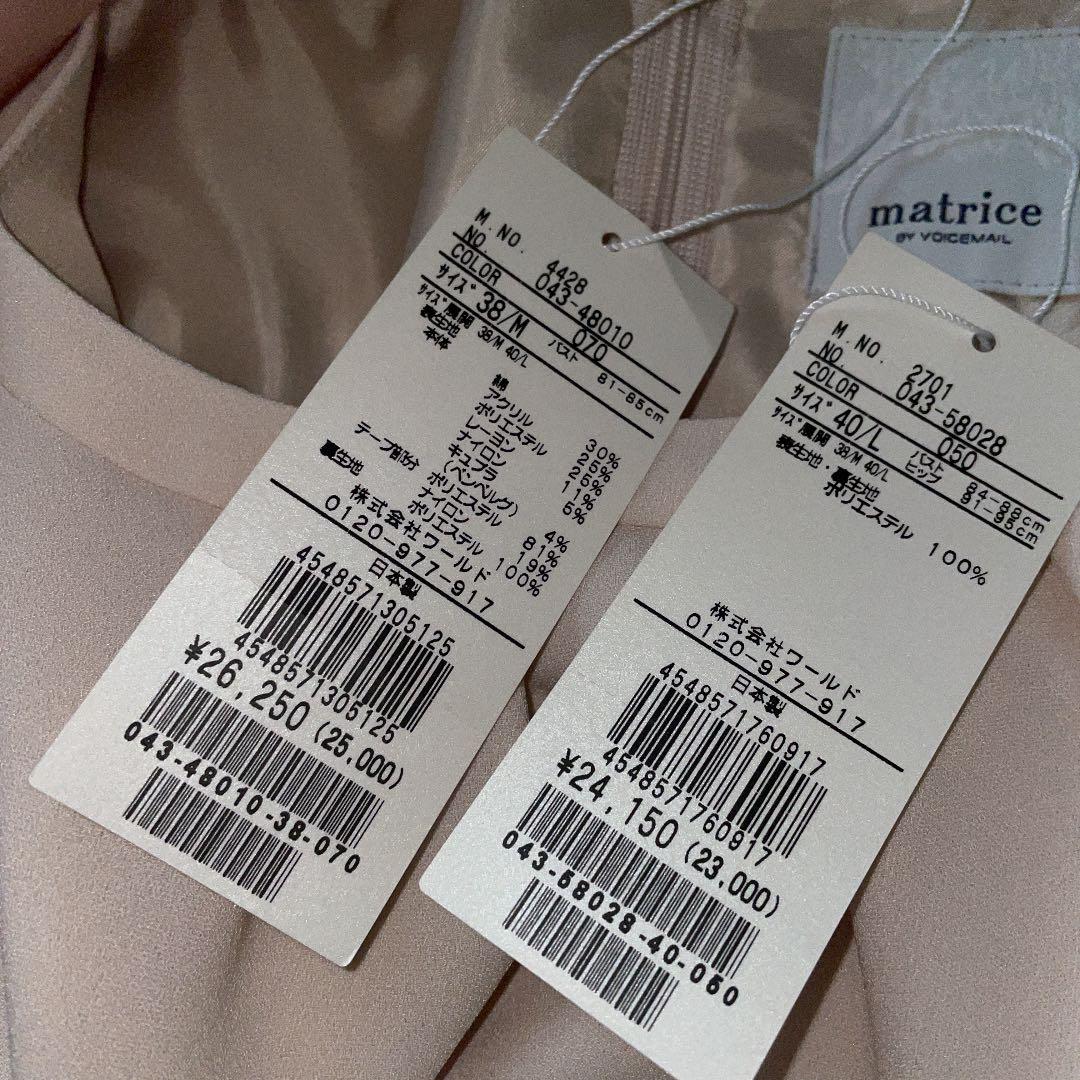 matrice
BY VOICEMAIL
M.NO. 4428
NO. 043-48010
COLOR 070
サイズ 38/M バスト 81-85cm
サイズ展開 38/M 40/L
表生地
本体
綿 30%
アクリル 25%
ポリエステル 25%
レーヨン 11%
ナイロン 5%
キュプラ
(ベンベルグ) 4%
テープ部分 ポリエステル 81%
ナイロン 19%
裏生地 ポリエステル 100%
株式会社ワールド
0120-977-917
日本製
4548571305125
4548571305125
¥26,250(25,000)
043-48010-38-070
M.NO. 2701
NO. 043-58028
COLOR 050
サイズ 40/L バスト 84-88cm
ヒップ 91-95cm
サイズ展開 38/M 40/L
表生地・裏生地
ポリエステル 100%
株式会社ワールド
0120-977-917
日本製
4548571760917
4548571760917
¥24,150(23,000)
043-58028-40-050